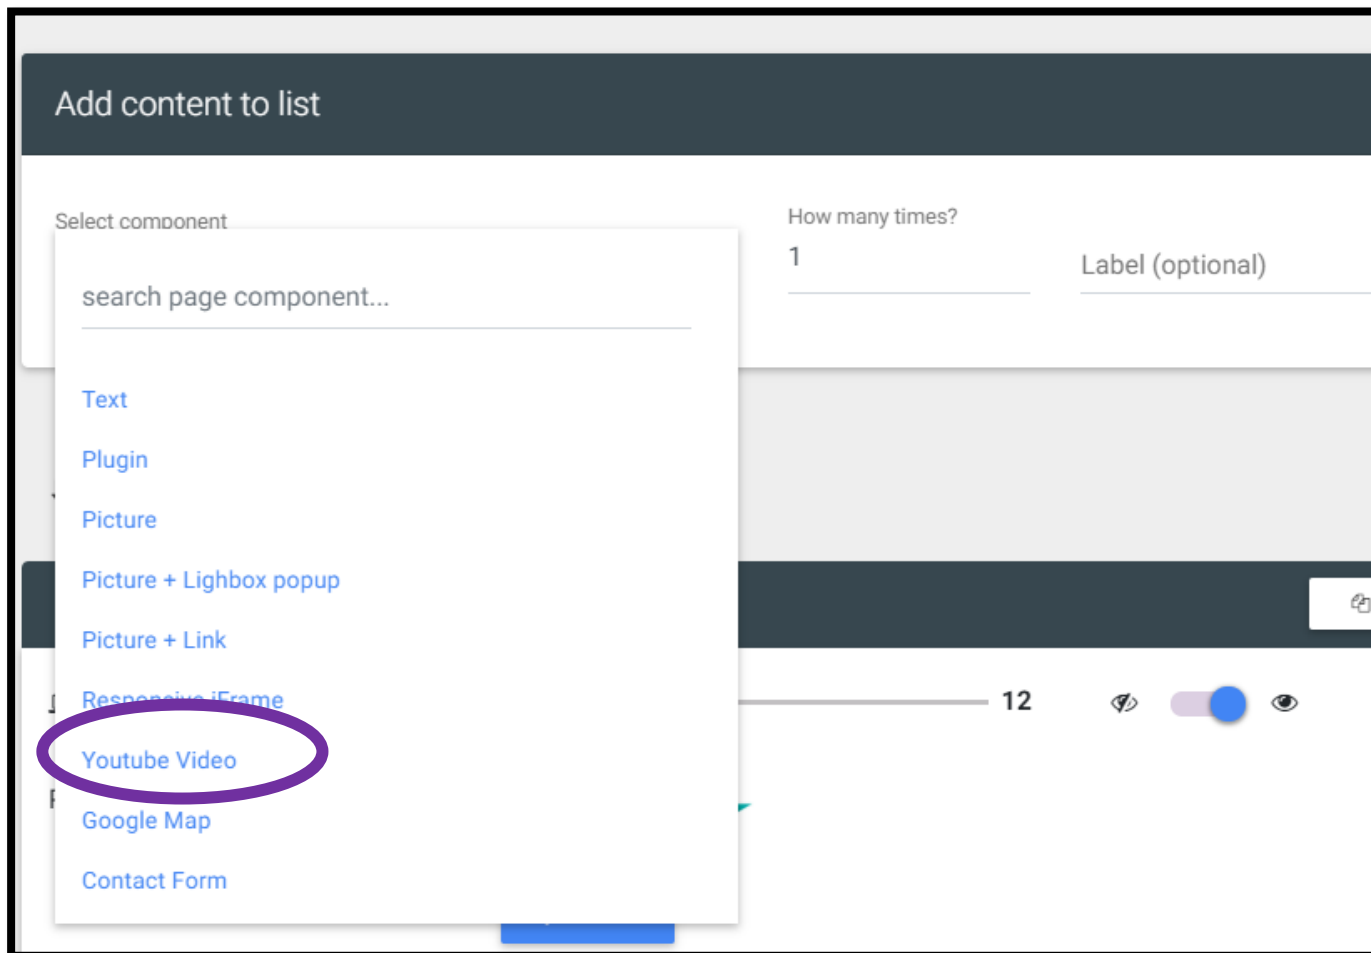 Add content to list
Select component
How many times?
1
Label (optional)
search page component...
Text
Plugin
Picture
Picture + Lighbox popup
Picture + Link
Responsive iFrame
12
Youtube Video
Google Map
Contact Form